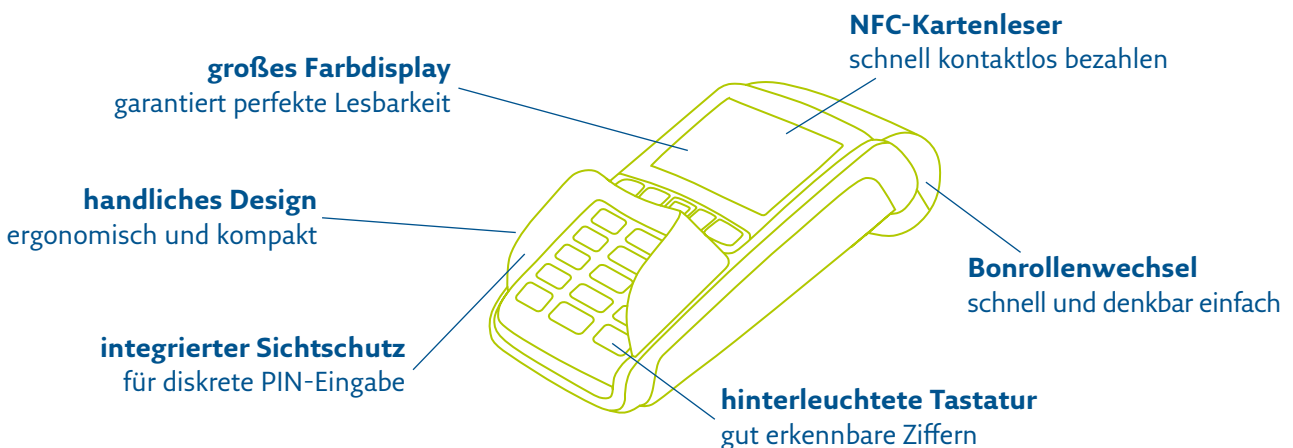 NFC-Kartenleser
schnell kontaktlos bezahlen
großes Farbdisplay
garantiert perfekte Lesbarkeit
handliches Design
ergonomisch und kompakt
Bonrollenwechsel
schnell und denkbar einfach
integrierter Sichtschutz
für diskrete PIN-Eingabe
hinterleuchtete Tastatur
gut erkennbare Ziffern